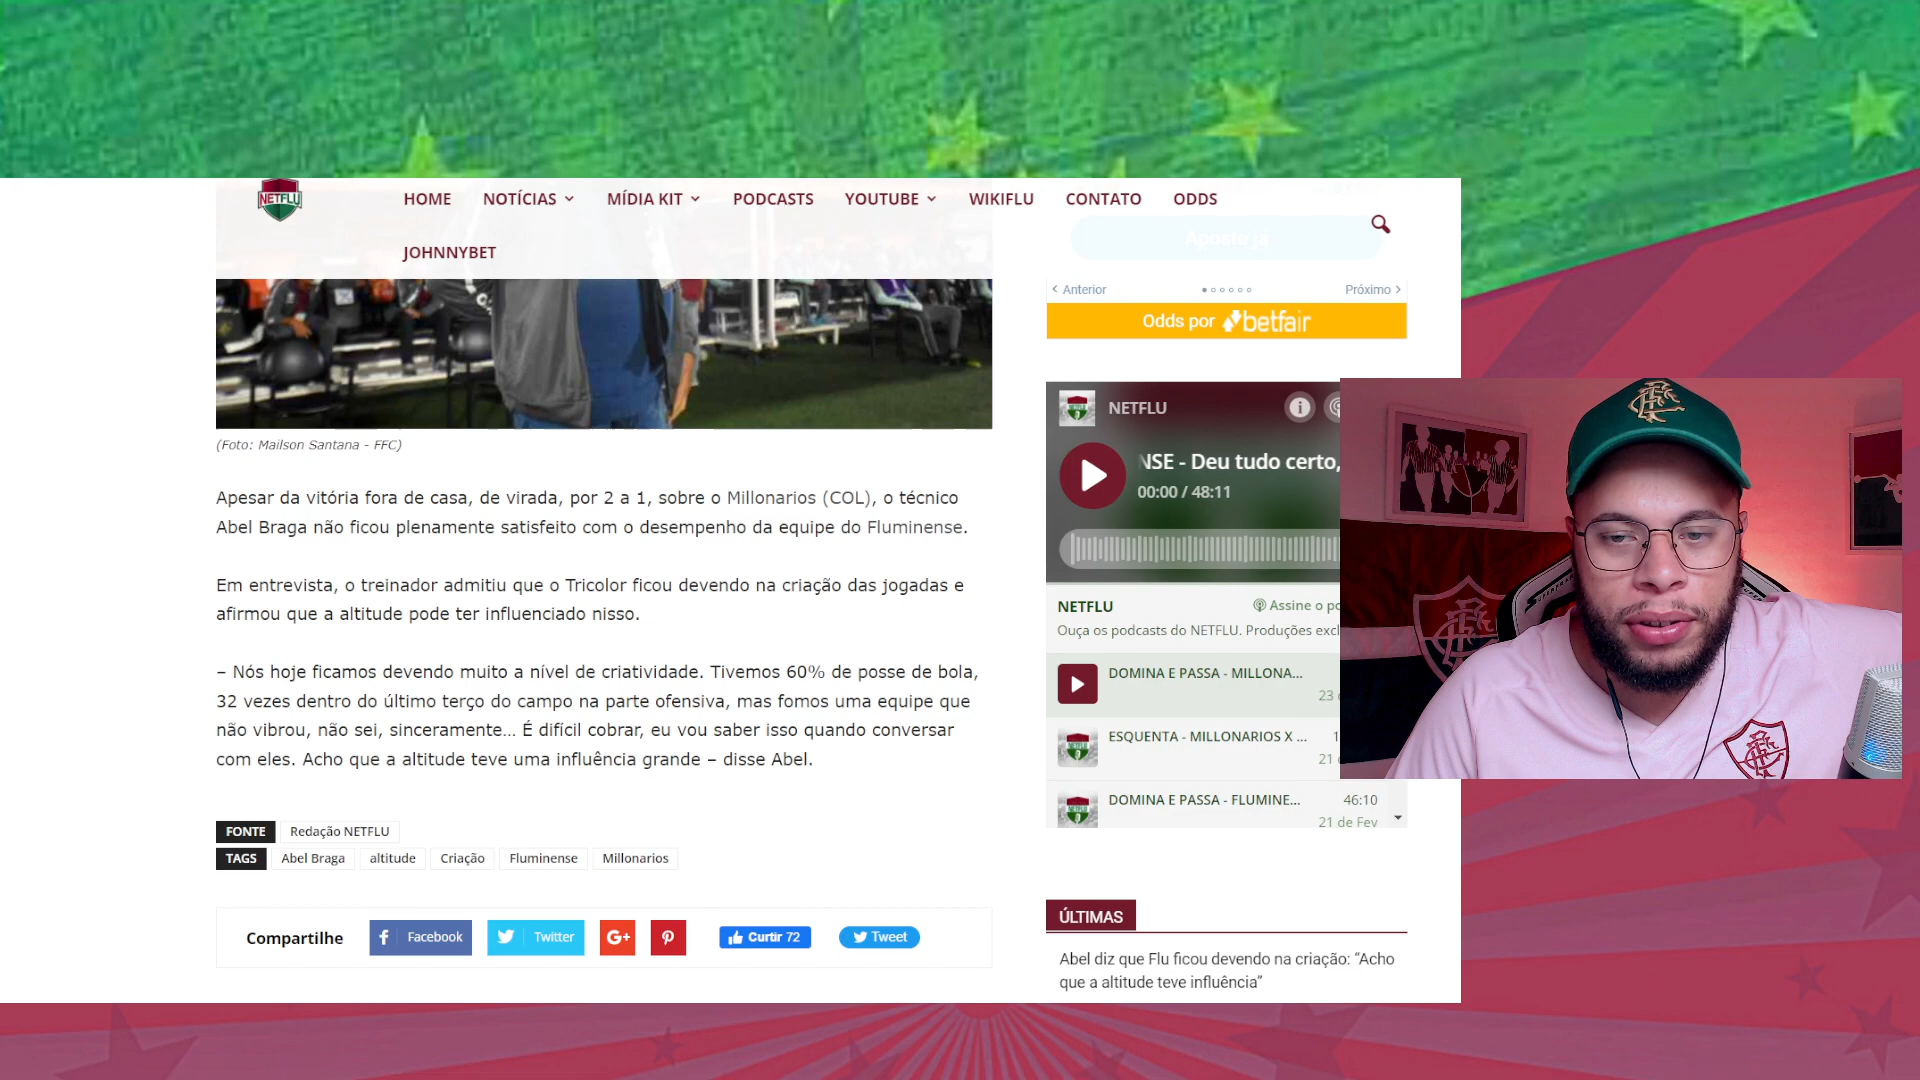 NETFLU
HOME NOTÍCIAS MÍDIA KIT PODCASTS YOUTUBE WIKIFLU CONTATO ODDS
JOHNNYBET
Aposte já
Anterior
Próximo
Odds por betfair
(Foto: Mailson Santana - FFC)
Apesar da vitória fora de casa, de virada, por 2 a 1, sobre o Millonarios (COL), o técnico
Abel Braga não ficou plenamente satisfeito com o desempenho da equipe do Fluminense.
Em entrevista, o treinador admitiu que o Tricolor ficou devendo na criação das jogadas e
afirmou que a altitude pode ter influenciado nisso.
– Nós hoje ficamos devendo muito a nível de criatividade. Tivemos 60% de posse de bola,
32 vezes dentro do último terço do campo na parte ofensiva, mas fomos uma equipe que
não vibrou, não sei, sinceramente... É difícil cobrar, eu vou saber isso quando conversar
com eles. Acho que a altitude teve uma influência grande – disse Abel.
FONTE Redação NETFLU
TAGS Abel Braga altitude Criação Fluminense Millonarios
Compartilhe Facebook Twitter G+ Curtir 72 Tweet
NETFLU
NSE - Deu tudo certo,
00:00 / 48:11
NETFLU
Assine o po
Ouça os podcasts do NETFLU. Produções excl
DOMINA E PASSA - MILLONA...
23
ESQUENTA - MILLONARIOS X ...
21
DOMINA E PASSA - FLUMINE... 46:10
21 de Fev
ÚLTIMAS
Abel diz que Flu ficou devendo na criação: “Acho
que a altitude teve influência”